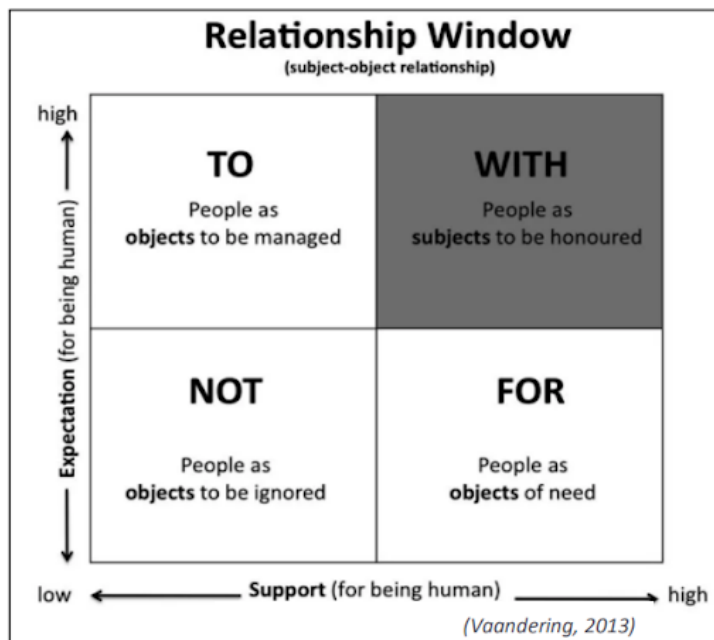 Relationship Window
(subject-object relationship)
high
TO
People as
objects to be managed
WITH
People as
subjects to be honoured
Expectation (for being human)
NOT
People as
objects to be ignored
FOR
People as
objects of need
low
Support (for being human)
high
(Vaandering, 2013)